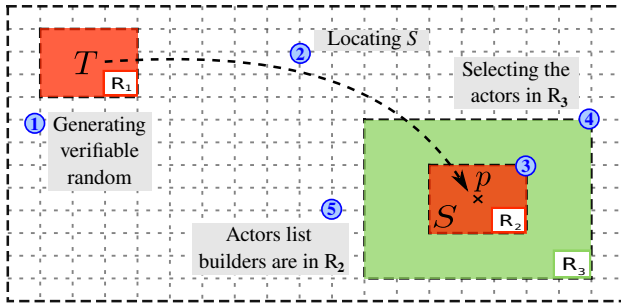 Locating S
2
T
R1
Selecting the
actors in R3
4
1
Generating
verifiable
random
3
p
S
R2
5
Actors list
builders are in R2
R3